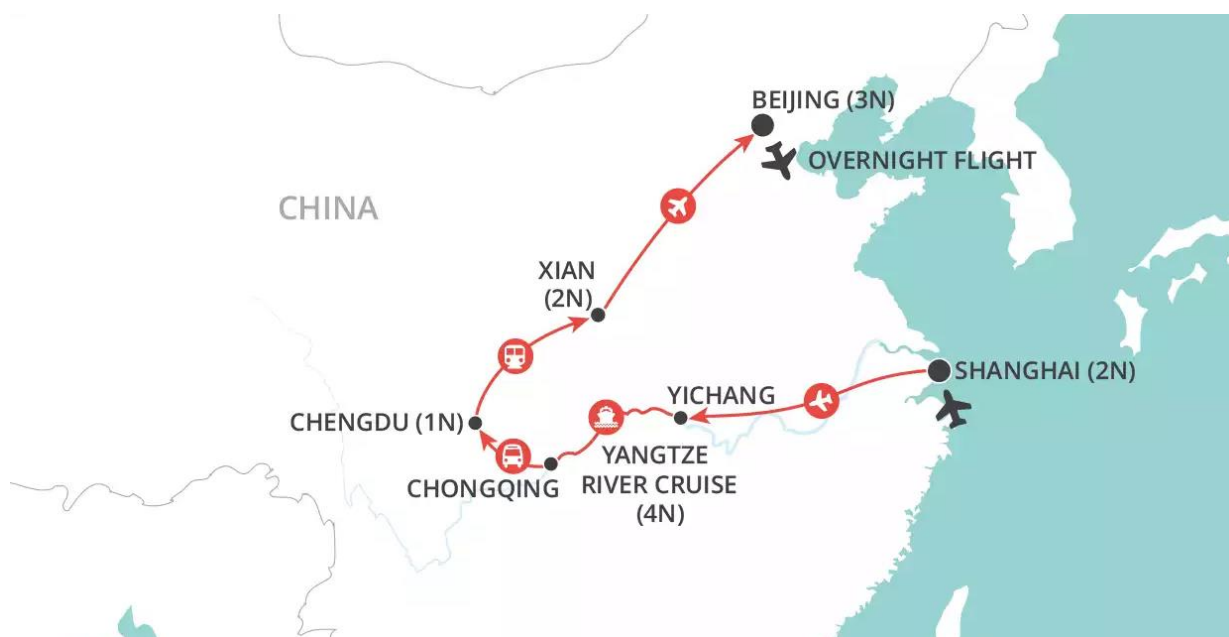 BEIJING (3N)
OVERNIGHT FLIGHT
CHINA
XIAN
(2N)
SHANGHAI (2N)
YICHANG
CHENGDU (1N)
YANGTZE
RIVER CRUISE
(4N)
CHONGQING